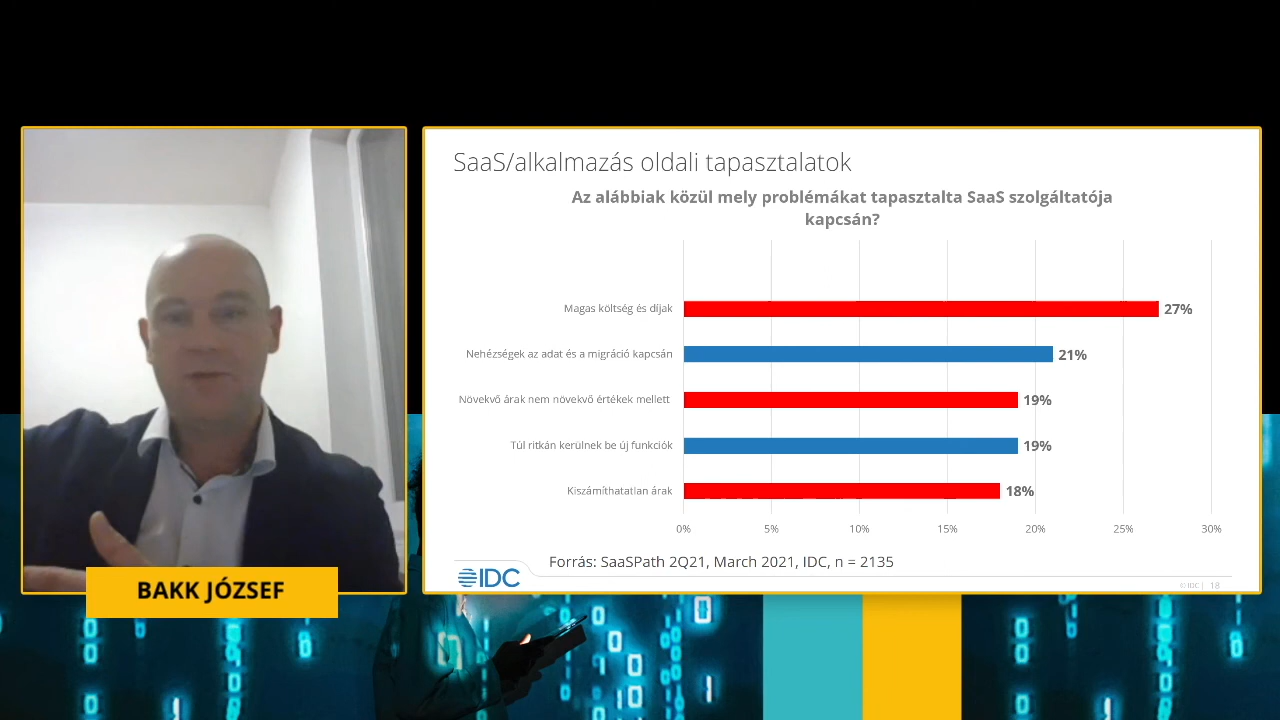 SaaS/alkalmazás oldali tapasztalatok
Az alábbiak közül mely problémákat tapasztalta SaaS szolgáltatója
kapcsán?
Magas költség és díjak
27%
Nehézségek az adat és a migráció kapcsán
21%
Növekvő árak nem növekvő értékek mellett
19%
Túl ritkán kerülnek be új funkciók
19%
Kiszámíthatatlan árak
18%
0% 5% 10% 15% 20% 25% 30%
Forrás: SaaSPath 2Q21, March 2021, IDC, n = 2135
IDC
© IDC | 18
BAKK JÓZSEF